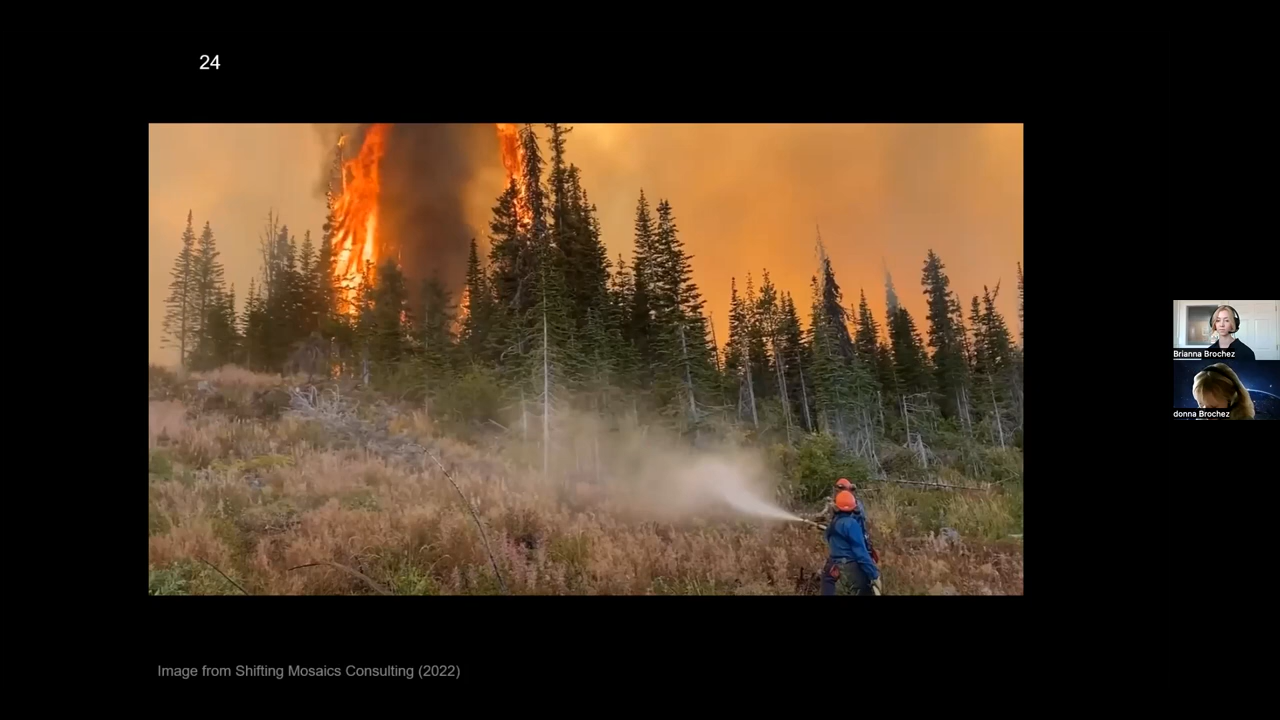 24
Brianna Brochez
donna Brochez
Image from Shifting Mosaics Consulting (2022)